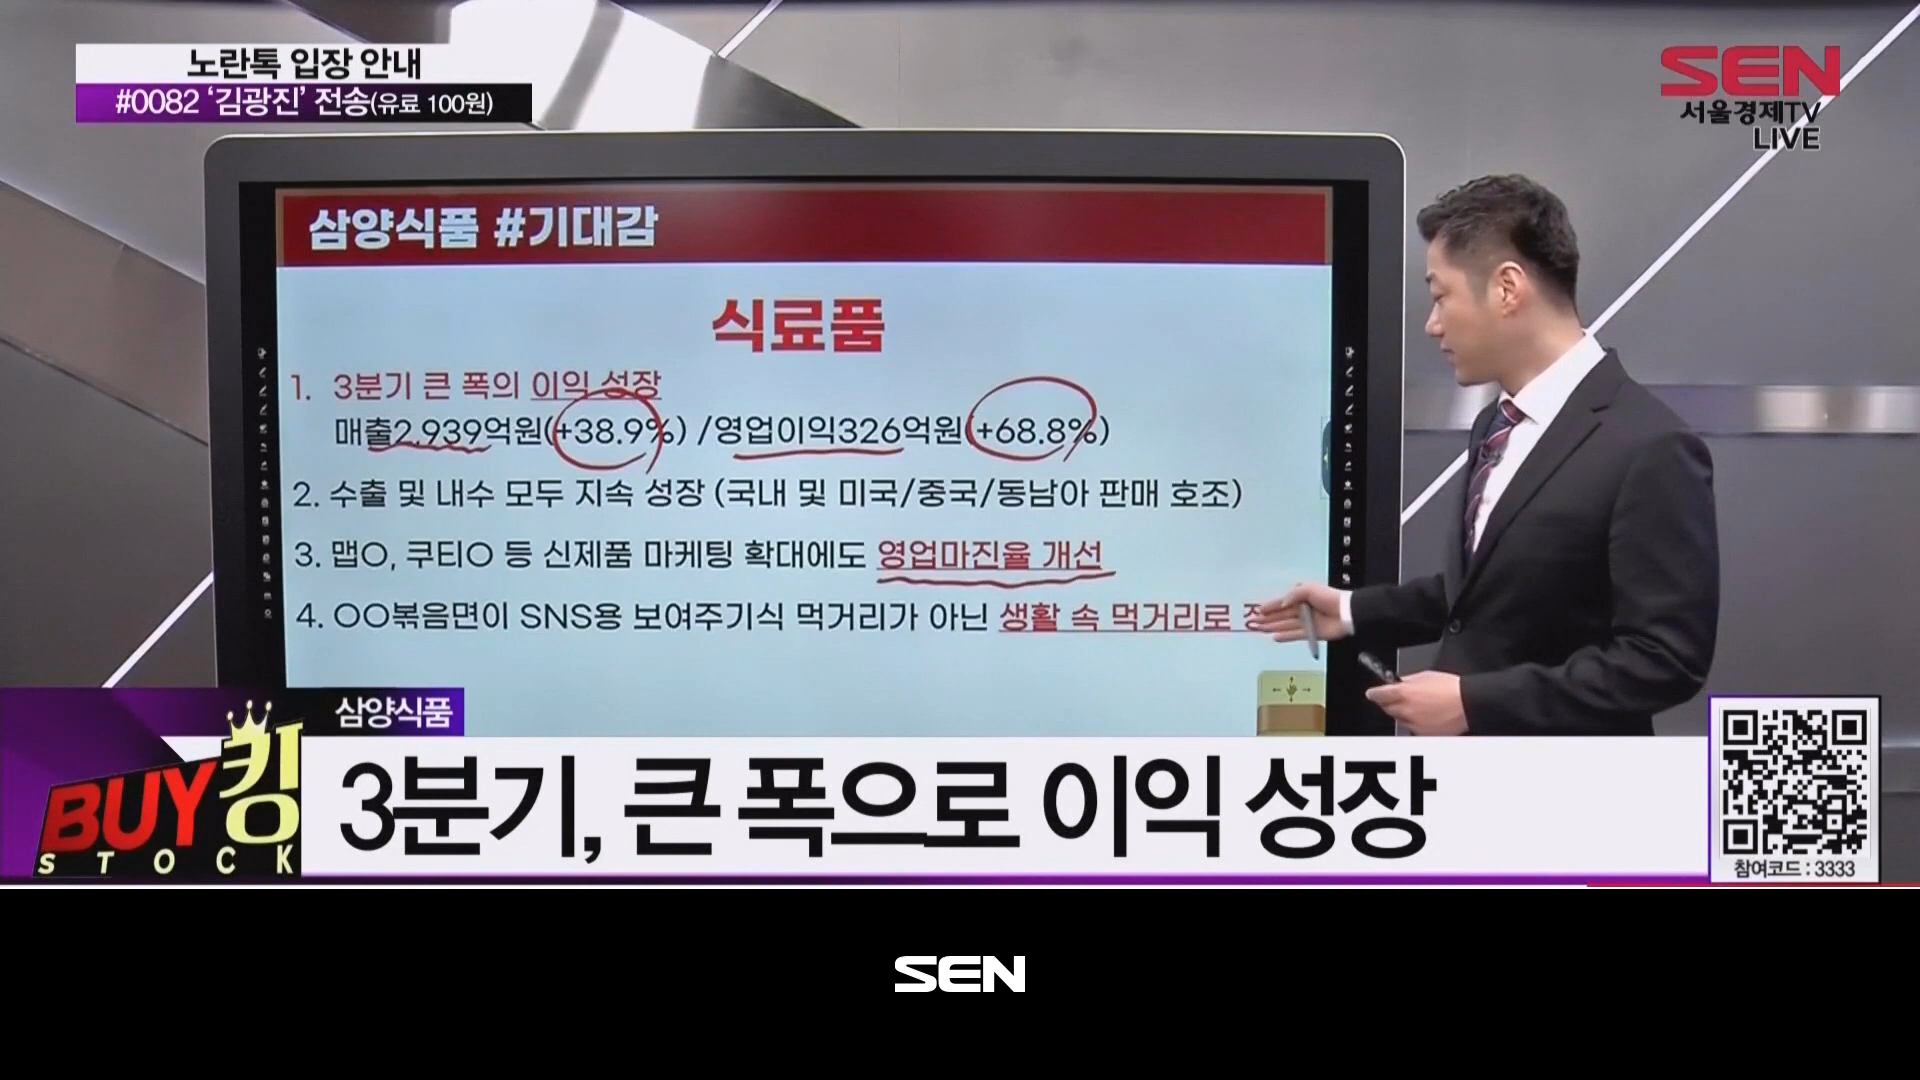 노란톡 입장 안내
#0082 ‘김광진’ 전송(유료 100원)
SEN
서울경제TV
LIVE
삼양식품 #기대감
식료품
1. 3분기 큰 폭의 이익 성장
매출2,939억원(+38.9%) /영업이익326억원(+68.8%)
2. 수출 및 내수 모두 지속 성장 (국내 및 미국/중국/동남아 판매 호조)
3. 맵O, 쿠티O 등 신제품 마케팅 확대에도 영업마진율 개선
4. OO볶음면이 SNS용 보여주기식 먹거리가 아닌 생활 속 먹거리로
삼양식품
BUY킹
STOCK
3분기, 큰 폭으로 이익 성장
참여코드 : 3333
SEN